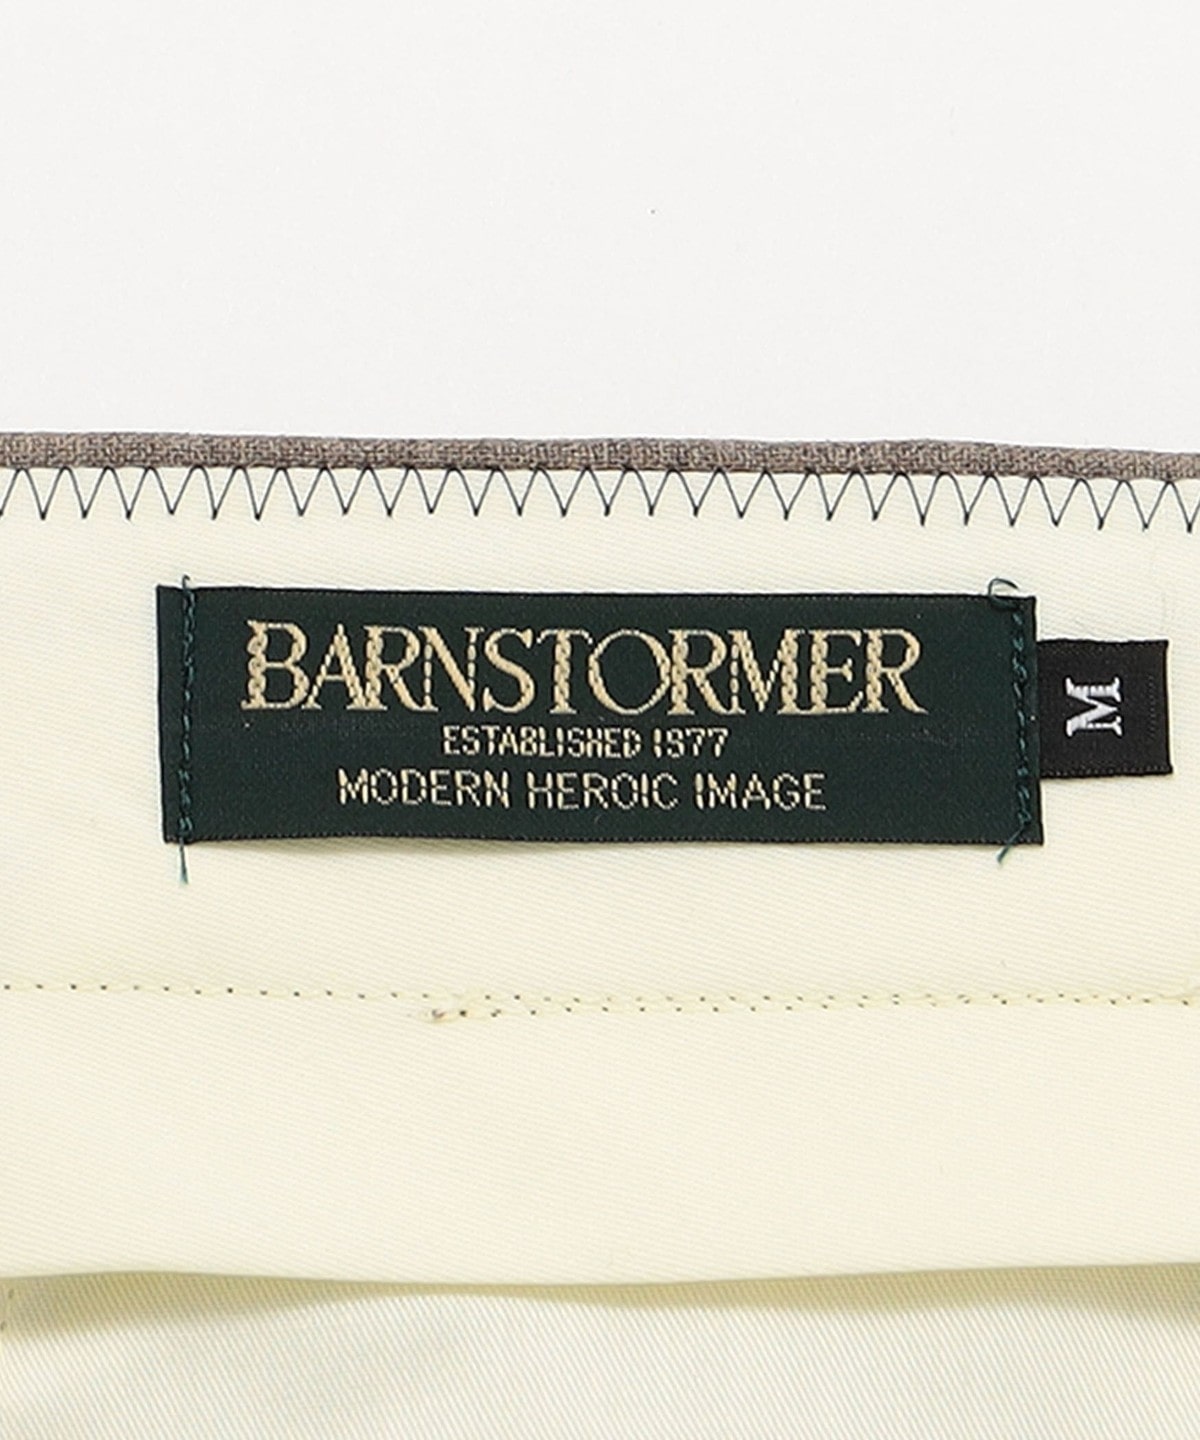 BARNSTORMER
ESTABLISHED 1977
MODERN HEROIC IMAGE
M